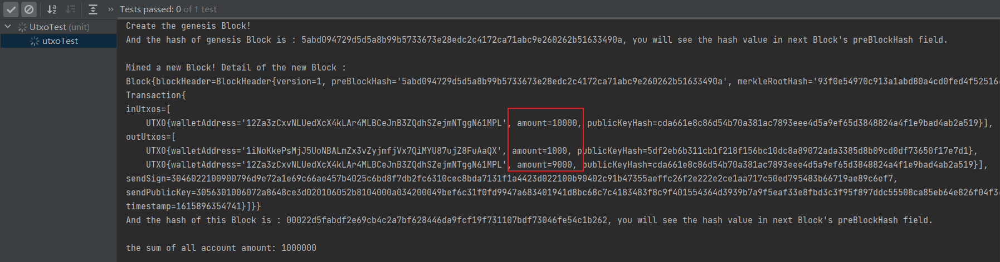 Tests passed: 0 of 1 test
UtxoTest (unit)
utxoTest
Create the genesis Block!
And the hash of genesis Block is : 5abd094729d5d5a8b99b5733673e28edc2c4172ca71abc9e260262b51633490a, you will see the hash value in next Block's preBlockHash field.
Mined a new Block! Detail of the new Block :
Block{blockHeader=BlockHeader{version=1, preBlockHash='5abd094729d5d5a8b99b5733673e28edc2c4172ca71abc9e260262b51633490a', merkleRootHash='93f0e54970c913a1abd80a4cd0fed4f52516
Transaction{
inUtxos=[
UTXO{walletAddress='12Za3zCxvNLUedXcX4kLAr4MLBCeJnB3ZQdhSZejmNTggN61MPL', amount=10000, publicKeyHash=cda661e8c86d54b70a381ac7893eee4d5a9ef65d3848824a4f1e9bad4ab2a519}],
outUtxos=[
UTXO{walletAddress='1iNoKkePsMjJ5UoNBALmZx3vZyjmfjVx7QiMYU87ujZ8FuAaQX', amount=1000, publicKeyHash=5df2eb6b311cb1f218f156bc10dc8a89072ada3385d8b09cd0df73650f17e7d1},
UTXO{walletAddress='12Za3zCxvNLUedXcX4kLAr4MLBCeJnB3ZQdhSZejmNTggN61MPL', amount=9000, publicKeyHash=cda661e8c86d54b70a381ac7893eee4d5a9ef65d3848824a4f1e9bad4ab2a519}],
sendSign=3046022100900796d9e72a1e69c66ae457b4025c6bd8f7db2fc6310cec8bda7131f1a4423d022100b90402c91b47355aeffc26f2e222e2ce1aa717c50ed795483b66719ae89c6ef7,
sendPublicKey=3056301006072a8648ce3d020106052b8104000a034200049bef6c31f0fd9947a683401941d8bc68c7c4183483f8c9f401554364d3939b7a9f5eaf33e8fbd3c3f95f897ddc55508ca85eb64e826f04f3
timestamp=1615896354741}]}}
And the hash of this Block is : 00022d5fabdf2e69cb4c2a7bf628446da9fcf19f731107bdf73046fe54c1b262, you will see the hash value in next Block's preBlockHash field.
the sum of all account amount: 1000000